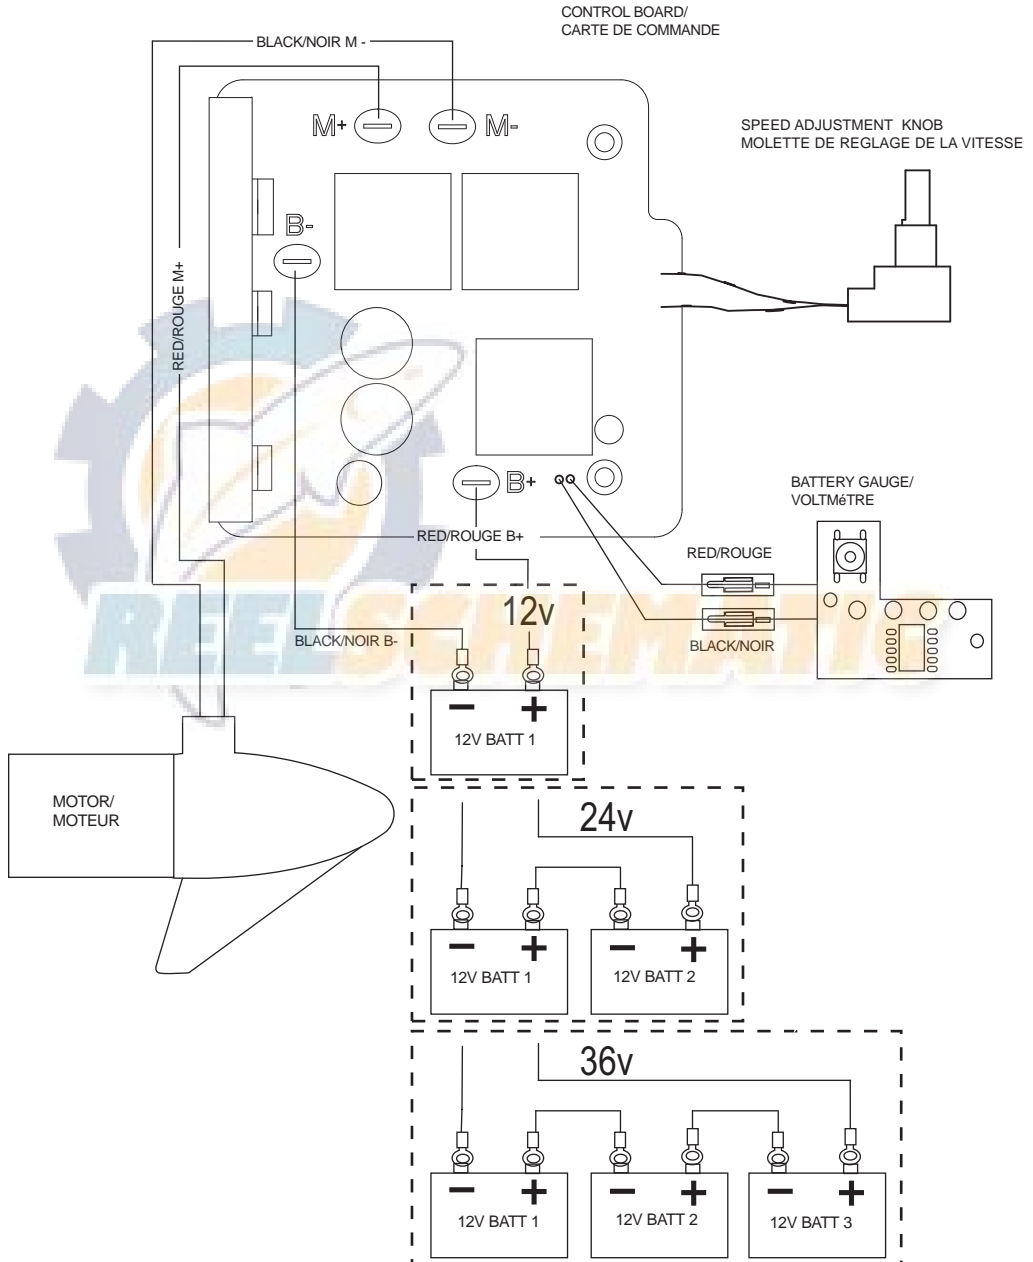 CONTROL BOARD/
CARTE DE COMMANDE
BLACK/NOIR M -
M+
M-
SPEED ADJUSTMENT KNOB
MOLETTE DE REGLAGE DE LA VITESSE
B-
RED/ROUGE M+
B+
BATTERY GAUGE/
VOLTMéTRE
RED/ROUGE B+
RED/ROUGE
12v
BLACK/NOIR B-
BLACK/NOIR
REELSCHEMATIC
− +
12V BATT 1
MOTOR/
MOTEUR
24v
− + − +
12V BATT 1
12V BATT 2
36v
− + − + − +
12V BATT 1
12V BATT 2
12V BATT 3